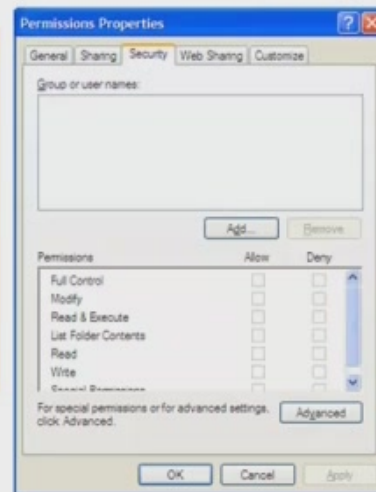 Permissions Properties
General Sharing Security Web Sharing Customize
Group or user names:
Add... Remove
Permissions Allow Deny
Full Control
Modify
Read & Execute
List Folder Contents
Read
Write
Special Permissions
For special permissions or for advanced settings, click Advanced.
Advanced
OK Cancel Apply